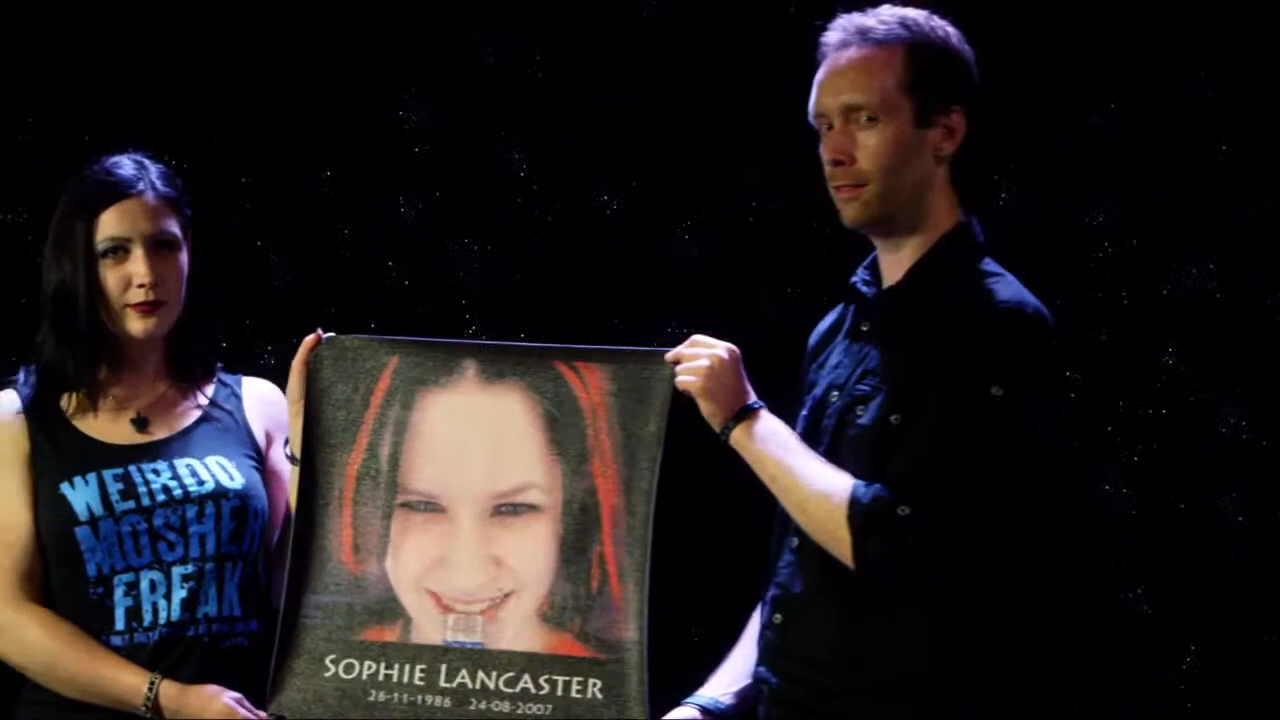 WEIRDO
MOSHER
FREAK
SOPHIE LANCASTER
26-11-1986 24-08-2007